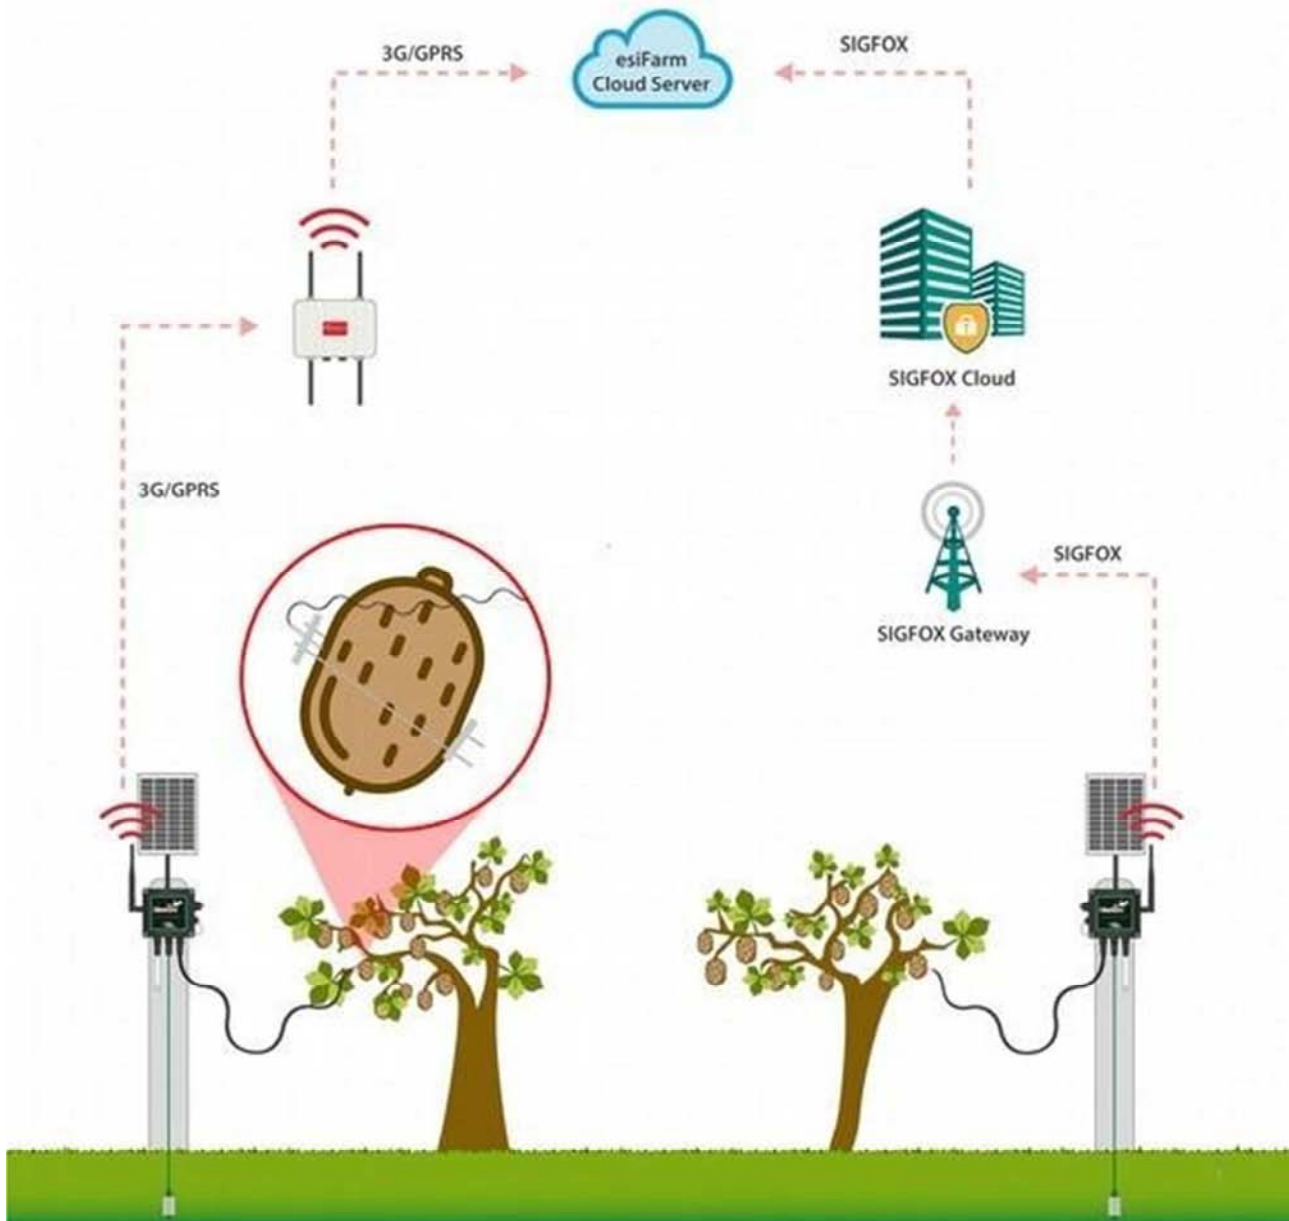 3G/GPRS
esiFarm
Cloud Server
SIGFOX
SIGFOX Cloud
3G/GPRS
SIGFOX
SIGFOX Gateway